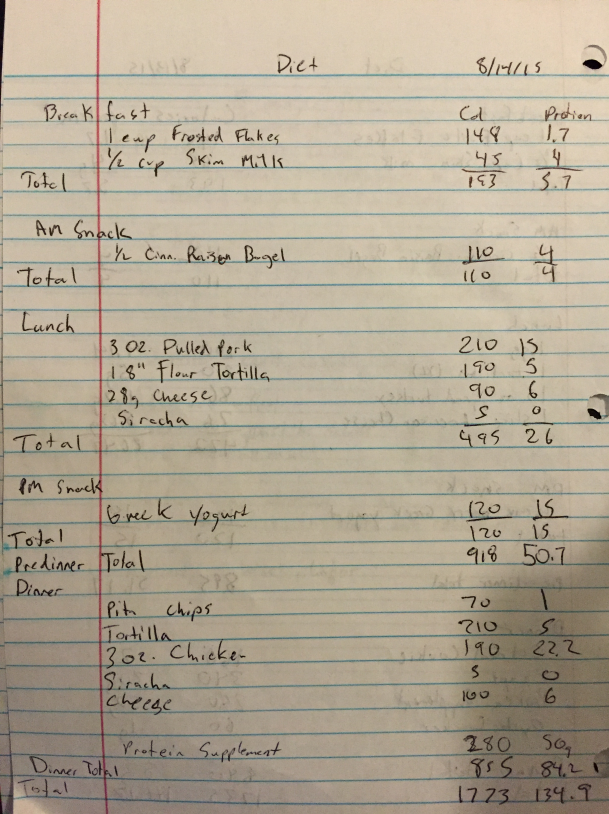 Diet 8/14/15
Breakfast Cal Protien
1 cup Frosted Flakes 148 1.7
1/2 cup Skim Milk 45 4
Total 193 5.7
AM Snack
1/2 Cinn. Raison Bagel 110 4
Total 110 4
Lunch
3 oz. Pulled Pork 210 15
1 8" Flour Tortilla 190 5
28g Cheese 90 6
Siracha 5 0
Total 495 26
PM Snack
Greek Yogurt 120 15
Total 120 15
Predinner Total 918 50.7
Dinner
Pita Chips 70 1
Tortilla 210 5
3 oz. Chicken 190 22.2
Siracha 5 0
Cheese 100 6
Protein Supplement 280 50g
Dinner Total 855 84.2
Total 1773 134.9